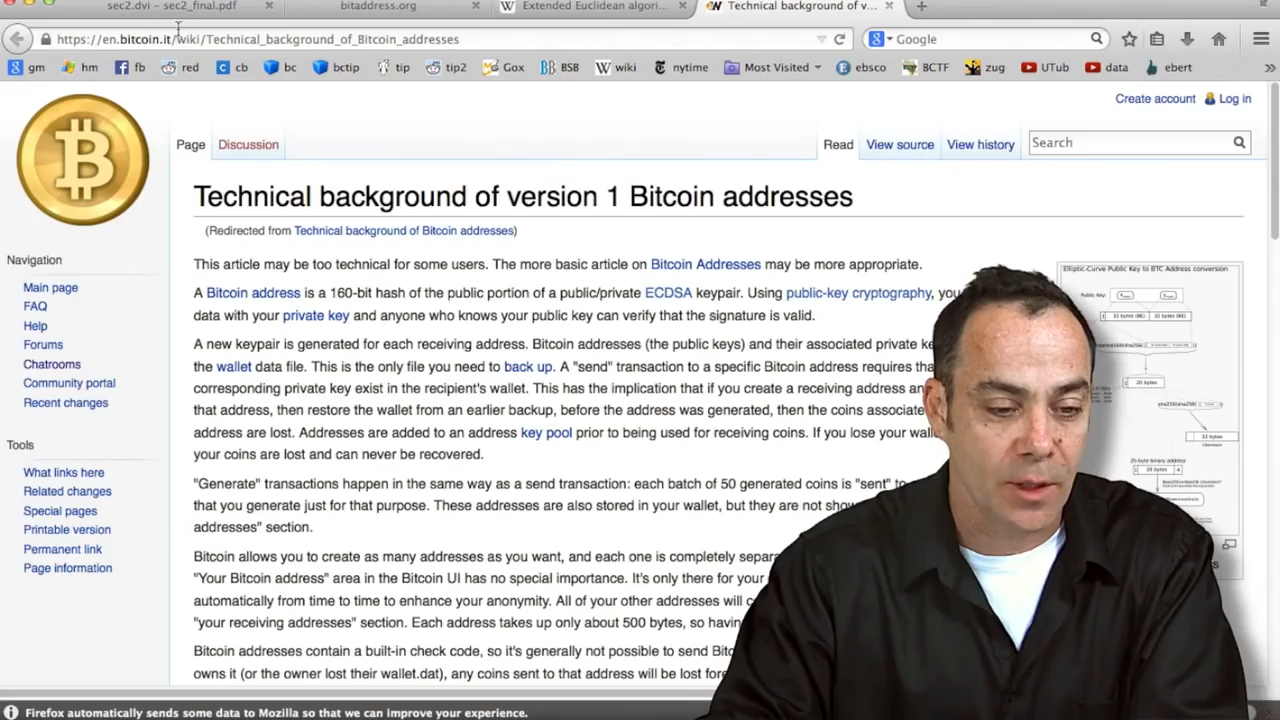 sec2.dvi – sec2_final.pdf
bitaddress.org
Extended Euclidean algori...
Technical background of v...
https://en.bitcoin.it/wiki/Technical_background_of_Bitcoin_addresses
Google
gm hm fb red cb bc bctip tip tip2 Gox BSB wiki nytime Most Visited ebsco BCTF zug UTub data ebert
Create account Log in
Page Discussion Read View source View history Search
Technical background of version 1 Bitcoin addresses
(Redirected from Technical background of Bitcoin addresses)
This article may be too technical for some users. The more basic article on Bitcoin Addresses may be more appropriate.
A Bitcoin address is a 160-bit hash of the public portion of a public/private ECDSA keypair. Using public-key cryptography, you
data with your private key and anyone who knows your public key can verify that the signature is valid.
A new keypair is generated for each receiving address. Bitcoin addresses (the public keys) and their associated private ke
the wallet data file. This is the only file you need to back up. A "send" transaction to a specific Bitcoin address requires tha
corresponding private key exist in the recipient's wallet. This has the implication that if you create a receiving address an
that address, then restore the wallet from an earlier backup, before the address was generated, then the coins associate
address are lost. Addresses are added to an address key pool prior to being used for receiving coins. If you lose your wall
your coins are lost and can never be recovered.
"Generate" transactions happen in the same way as a send transaction: each batch of 50 generated coins is "sent" to
that you generate just for that purpose. These addresses are also stored in your wallet, but they are not show
addresses" section.
Bitcoin allows you to create as many addresses as you want, and each one is completely separa
"Your Bitcoin address" area in the Bitcoin UI has no special importance. It's only there for your
automatically from time to time to enhance your anonymity. All of your other addresses will c
"your receiving addresses" section. Each address takes up only about 500 bytes, so havin
Bitcoin addresses contain a built-in check code, so it's generally not possible to send B
owns it (or the owner lost their wallet.dat), any coins sent to that address will be lost fore
Navigation
Main page
FAQ
Help
Forums
Chatrooms
Community portal
Recent changes
Tools
What links here
Related changes
Special pages
Printable version
Permanent link
Page information
Elliptic-Curve Public Key to BTC Address conversion
Public Key:
1 32 bytes (BE) 32 bytes (BE)
1 20 bytes
32 bytes
25-byte binary address
1 20 bytes 4
Firefox automatically sends some data to Mozilla so that we can improve your experience.